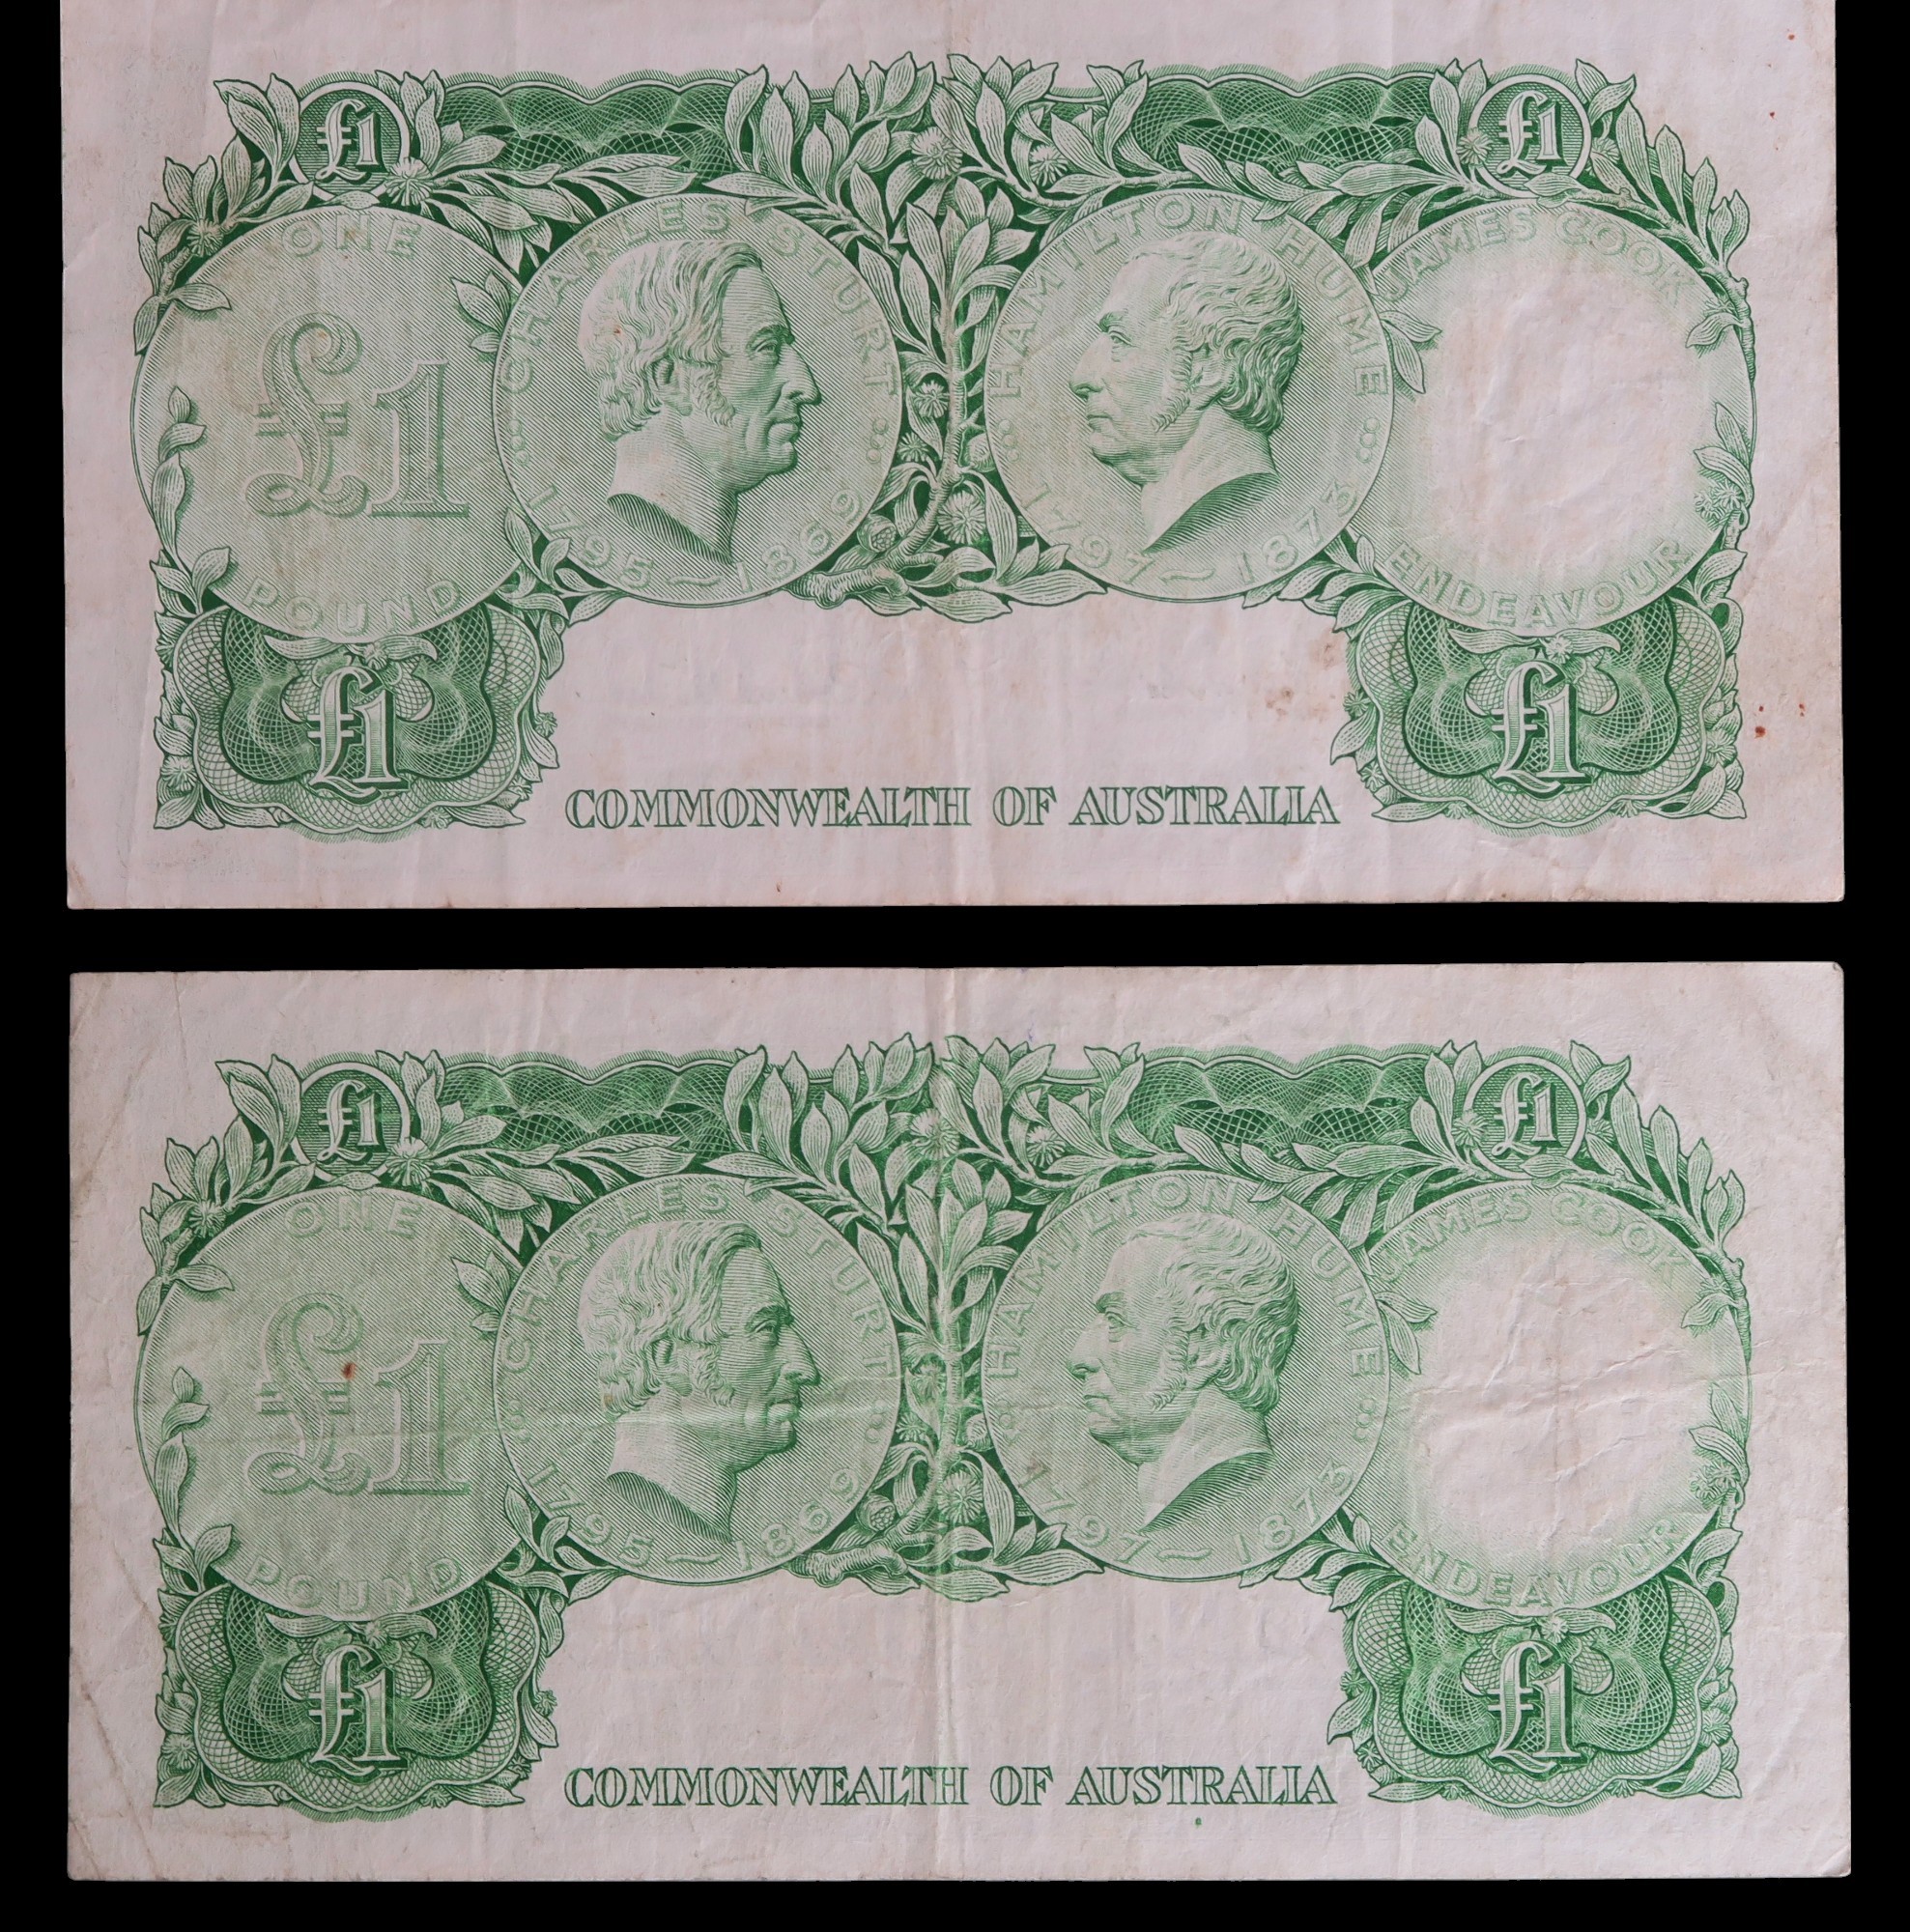 £1 £1
ONE CHARLES STURT HAMILTON HUME JAMES COOK
£1
1795~1869 1797~1873
POUND ENDEAVOUR
£1 £1
COMMONWEALTH OF AUSTRALIA
£1 £1
ONE CHARLES STURT HAMILTON HUME JAMES COOK
£1
1795~1869 1797~1873
POUND ENDEAVOUR
£1 £1
COMMONWEALTH OF AUSTRALIA